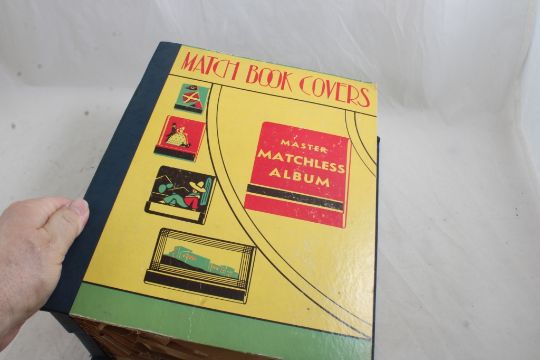 MATCH BOOK COVERS
MASTER
MATCHLESS
ALBUM